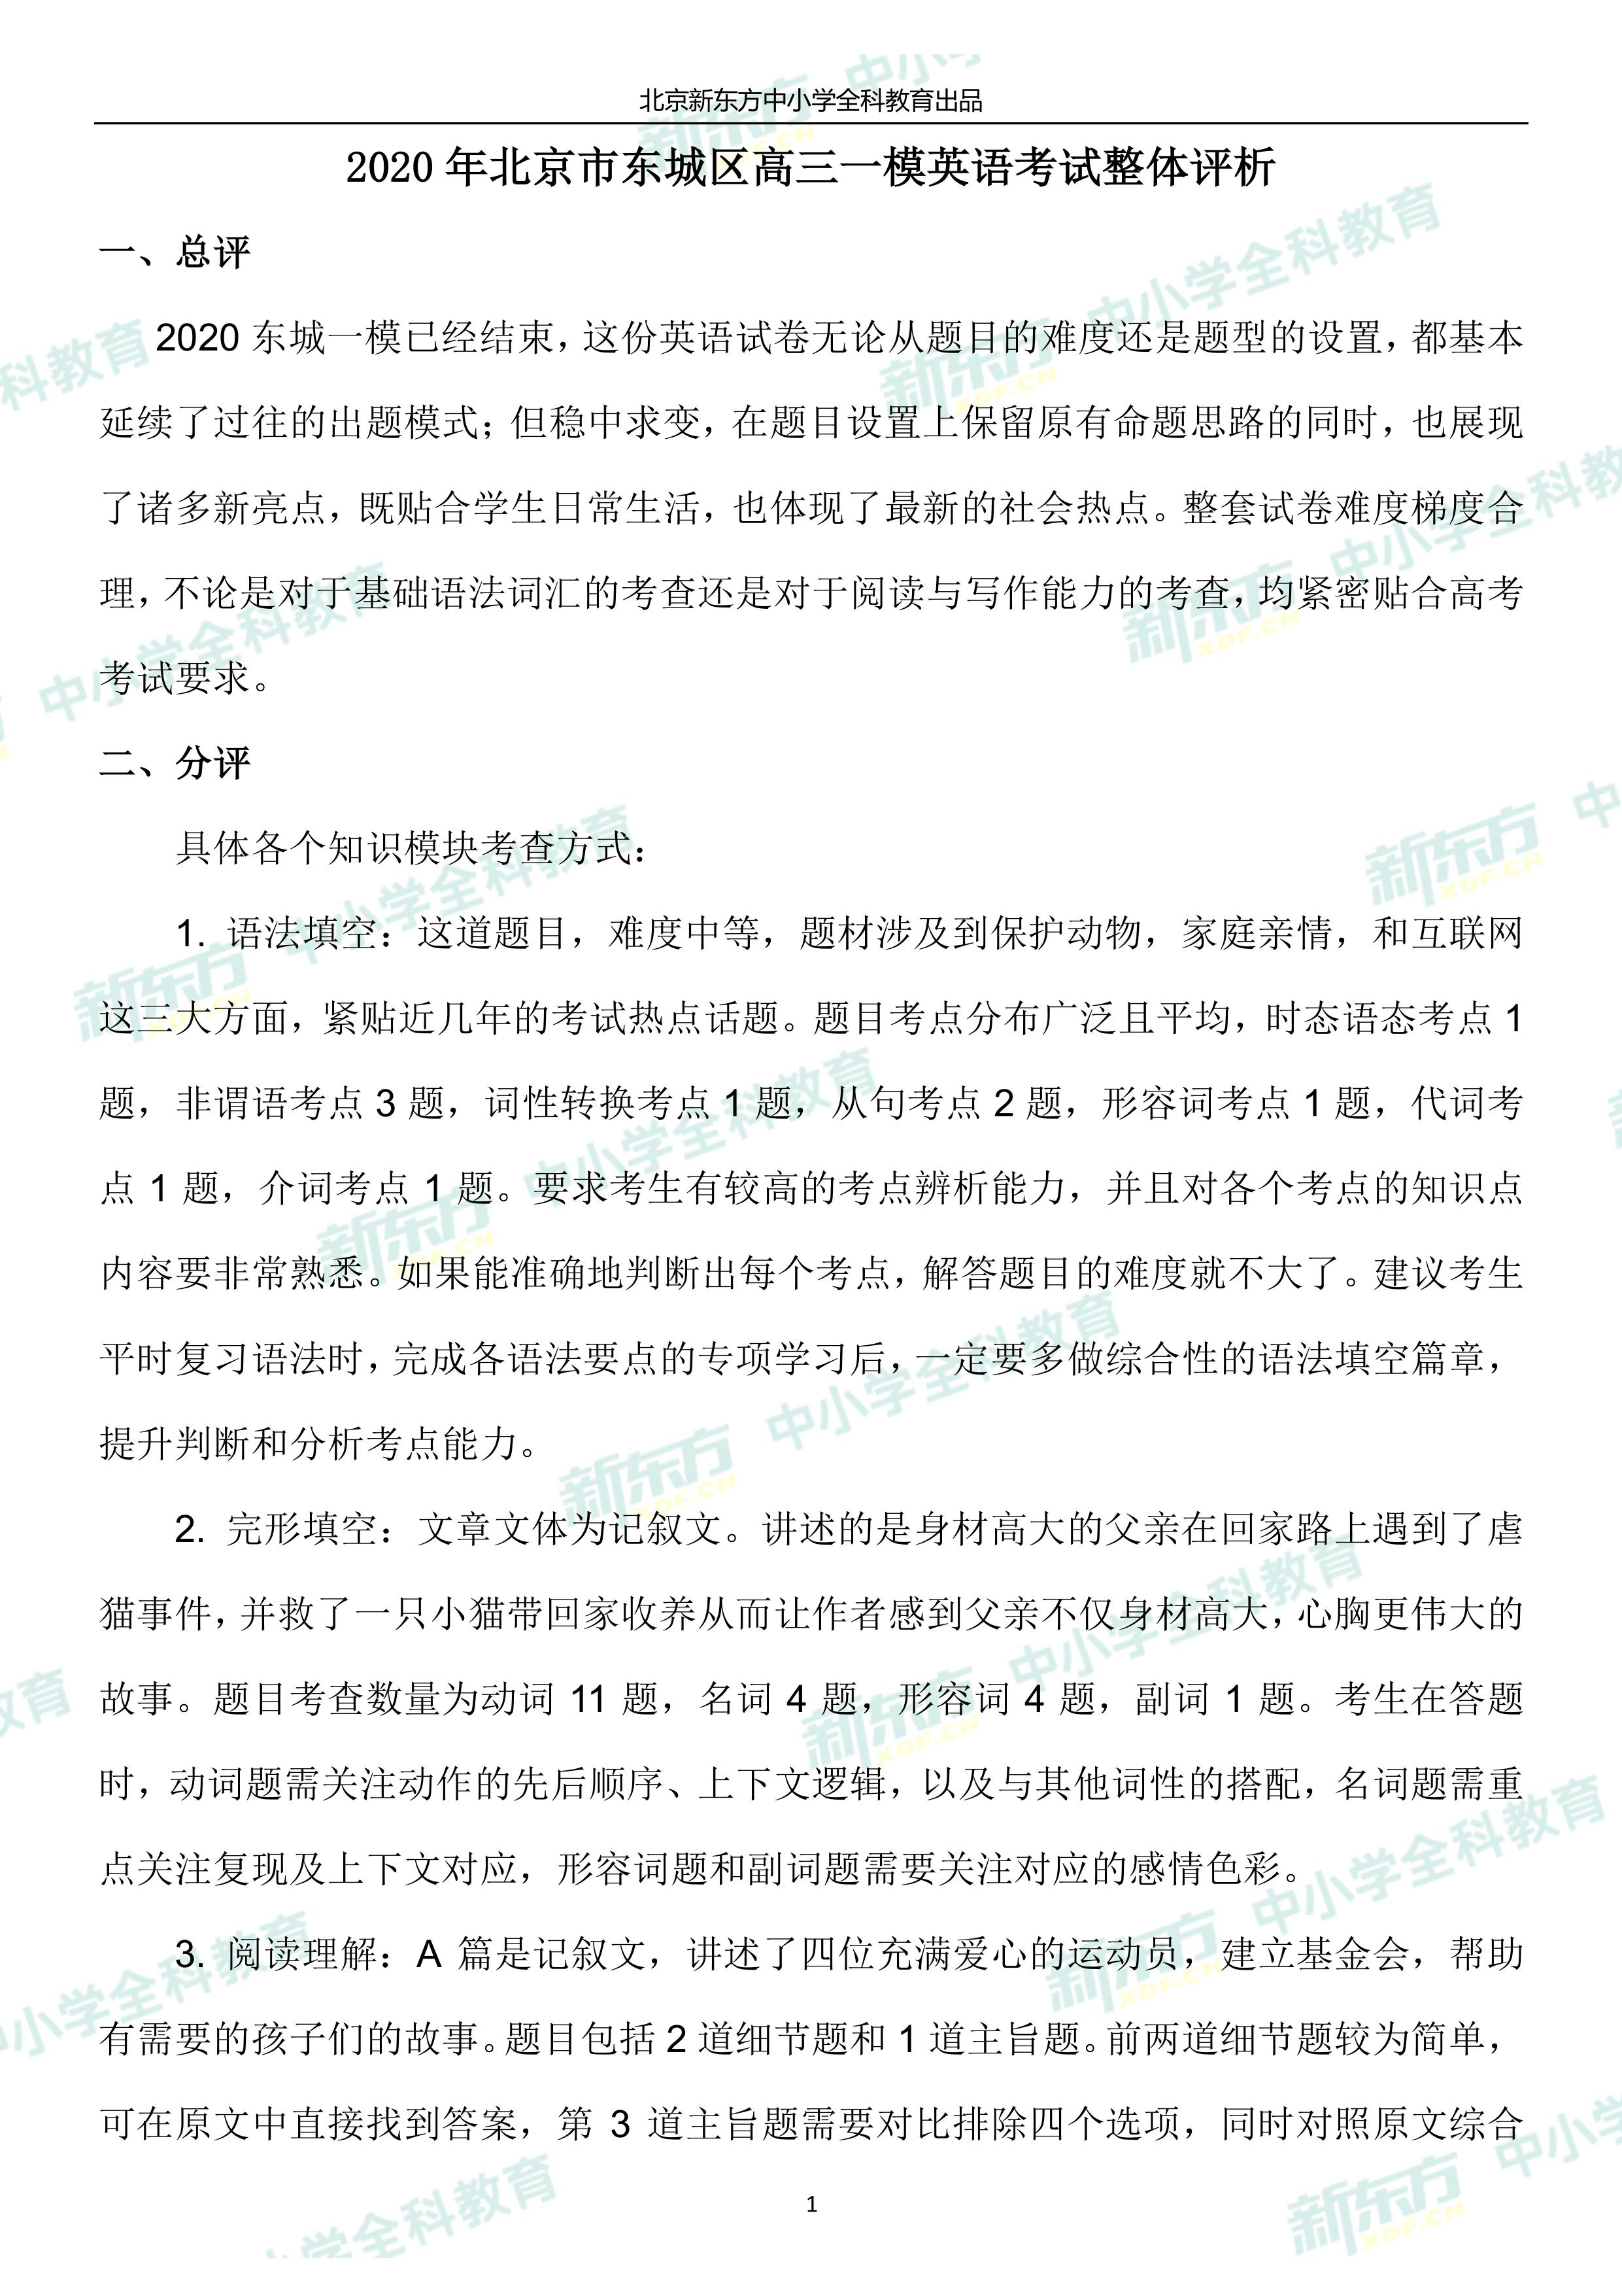 北京新东方中小学全科教育出品
2020 年北京市东城区高三一模英语考试整体评析
一、总评
2020 东城一模已经结束，这份英语试卷无论从题目的难度还是题型的设置，都基本
延续了过往的出题模式；但稳中求变，在题目设置上保留原有命题思路的同时，也展现
了诸多新亮点，既贴合学生日常生活，也体现了最新的社会热点。整套试卷难度梯度合
理，不论是对于基础语法词汇的考查还是对于阅读与写作能力的考查，均紧密贴合高考
考试要求。
二、分评
具体各个知识模块考查方式：
1. 语法填空：这道题目，难度中等，题材涉及到保护动物，家庭亲情，和互联网
这三大方面，紧贴近几年的考试热点话题。题目考点分布广泛且平均，时态语态考点 1
题，非谓语考点 3 题，词性转换考点 1 题，从句考点 2 题，形容词考点 1 题，代词考
点 1 题，介词考点 1 题。要求考生有较高的考点辨析能力，并且对各个考点的知识点
内容要非常熟悉。如果能准确地判断出每个考点，解答题目的难度就不大了。建议考生
平时复习语法时，完成各语法要点的专项学习后，一定要多做综合性的语法填空篇章，
提升判断和分析考点能力。
2. 完形填空：文章文体为记叙文。讲述的是身材高大的父亲在回家路上遇到了虐
猫事件，并救了一只小猫带回家收养从而让作者感到父亲不仅身材高大，心胸更伟大的
故事。题目考查数量为动词 11 题，名词 4 题，形容词 4 题，副词 1 题。考生在答题
时，动词题需关注动作的先后顺序、上下文逻辑，以及与其他词性的搭配，名词题需重
点关注复现及上下文对应，形容词题和副词题需要关注对应的感情色彩。
3. 阅读理解：A 篇是记叙文，讲述了四位充满爱心的运动员，建立基金会，帮助
有需要的孩子们的故事。题目包括 2 道细节题和 1 道主旨题。前两道细节题较为简单，
可在原文中直接找到答案，第 3 道主旨题需要对比排除四个选项，同时对照原文综合
1